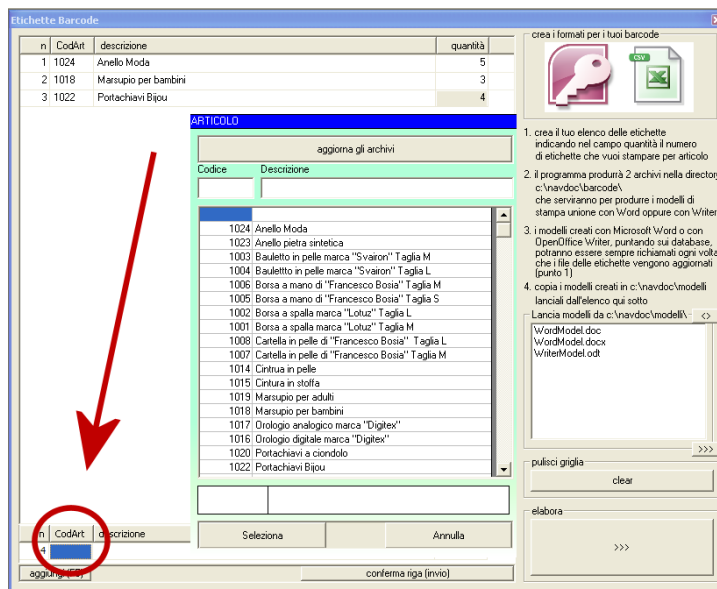 Etichette Barcode
n CodArt descrizione quantità
1 1024 Anello Moda 5
2 1018 Marsupio per bambini 3
3 1022 Portachiavi Bijou 4
ARTICOLO
aggiorna gli archivi
Codice Descrizione
1024 Anello Moda
1023 Anello pietra sintetica
1003 Bauletto in pelle marca "Svairon" Taglia M
1004 Baulettto in pelle marca "Svairon" Taglia L
1006 Borsa a mano di "Francesco Bosia" Taglia M
1005 Borsa a mano di "Francesco Bosia" Taglia S
1002 Borsa a spalla marca "Lotuz" Taglia L
1001 Borsa a spalla marca "Lotuz" Taglia M
1008 Cartella in pelle di "Francesco Bosia" Taglia L
1007 Cartella in pelle di "Francesco Bosia" Taglia M
1014 Cintrua in pelle
1015 Cintura in stoffa
1019 Marsupio per adulti
1018 Marsupio per bambini
1017 Orologio analogico marca "Digitex"
1016 Orologio digitale marca "Digitex"
1020 Portachiavi a ciondolo
1022 Portachiavi Bijou
Seleziona Annulla
n CodArt descrizione
4
aggiungi (F5) conferma riga (invio)
crea i formati per i tuoi barcode
CSV
1. crea il tuo elenco delle etichette
indicando nel campo quantità il numero
di etichette che vuoi stampare per articolo
2. il programma produrrà 2 archivi nella directory
c:\navdoc\barcode\
che serviranno per produrre i modelli di
stampa unione con Word oppure con Writer
3. i modelli creati con Microsoft Word o con
OpenOffice Writer, puntando sui database,
potranno essere sempre richiamati ogni volta
che i file delle etichette vengono aggiornati
(punto 1)
4. copia i modelli creati in c:\navdoc\modelli
lanciali dall'elenco qui sotto
Lancia modelli da c:\navdoc\modelli\ <>
WordModel.doc
WordModel.docx
WriterModel.odt
>>>
pulisci griglia
clear
elabora
>>>